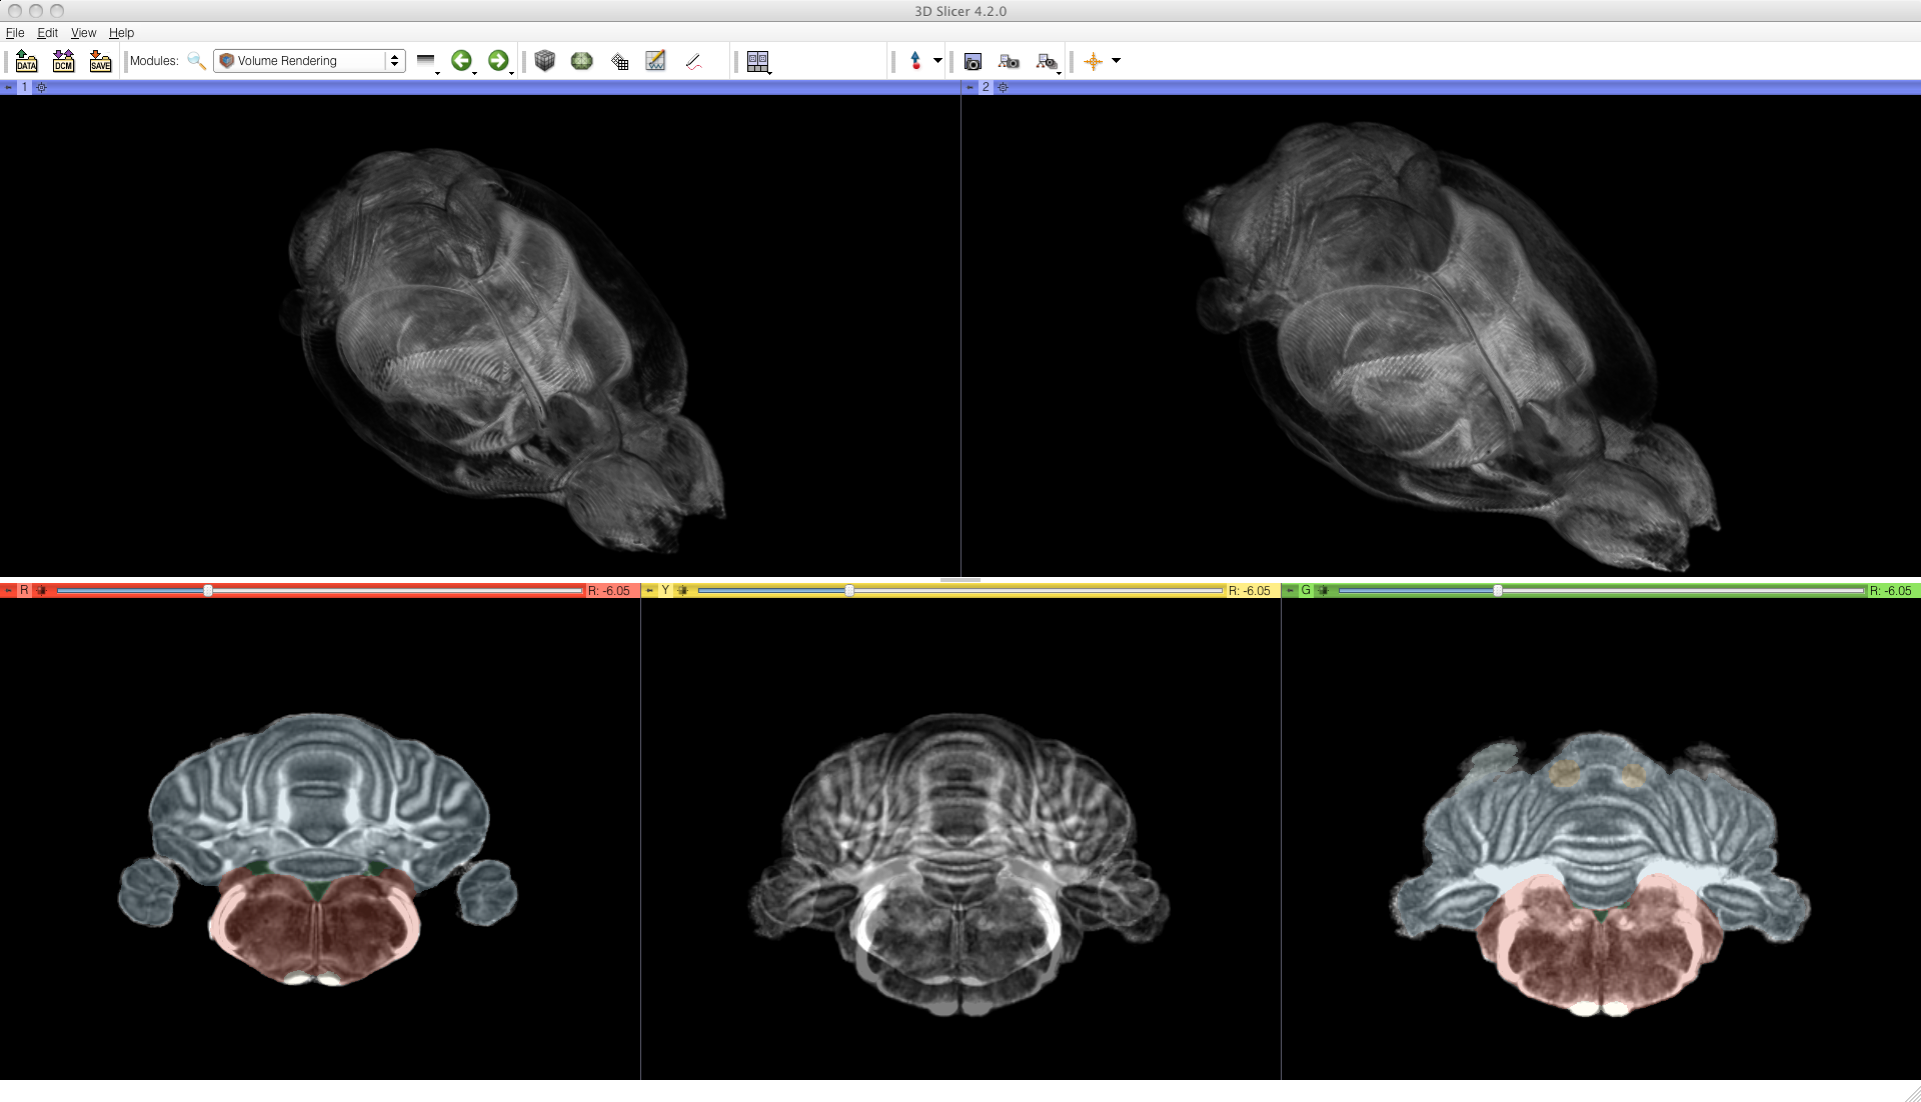 3D Slicer 4.2.0
File Edit View Help
DATA DCM SAVE Modules: Volume Rendering
1 2
R R: -6.05 Y R: -6.05 G R: -6.05